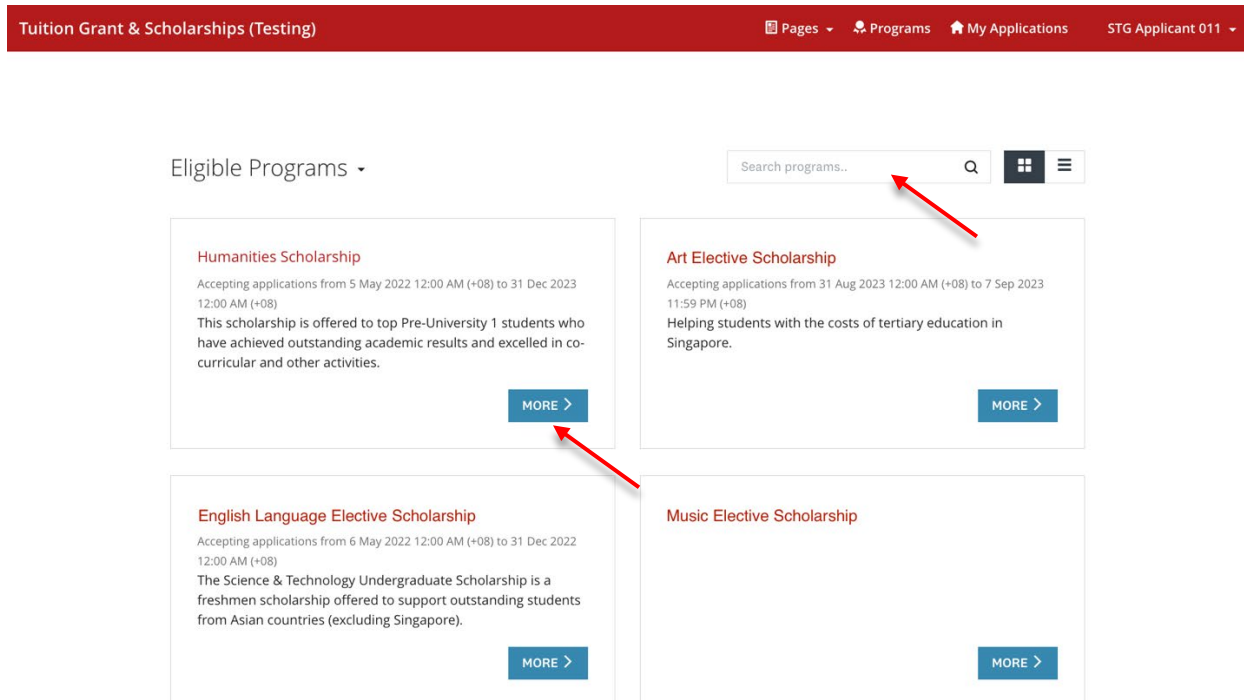 Tuition Grant & Scholarships (Testing)
Pages
Programs
My Applications
STG Applicant 011
Eligible Programs
Search programs..
Humanities Scholarship
Accepting applications from 5 May 2022 12:00 AM (+08) to 31 Dec 2023
12:00 AM (+08)
This scholarship is offered to top Pre-University 1 students who
have achieved outstanding academic results and excelled in co-
curricular and other activities.
MORE
Art Elective Scholarship
Accepting applications from 31 Aug 2023 12:00 AM (+08) to 7 Sep 2023
11:59 PM (+08)
Helping students with the costs of tertiary education in
Singapore.
MORE
English Language Elective Scholarship
Accepting applications from 6 May 2022 12:00 AM (+08) to 31 Dec 2022
12:00 AM (+08)
The Science & Technology Undergraduate Scholarship is a
freshmen scholarship offered to support outstanding students
from Asian countries (excluding Singapore).
MORE
Music Elective Scholarship
MORE